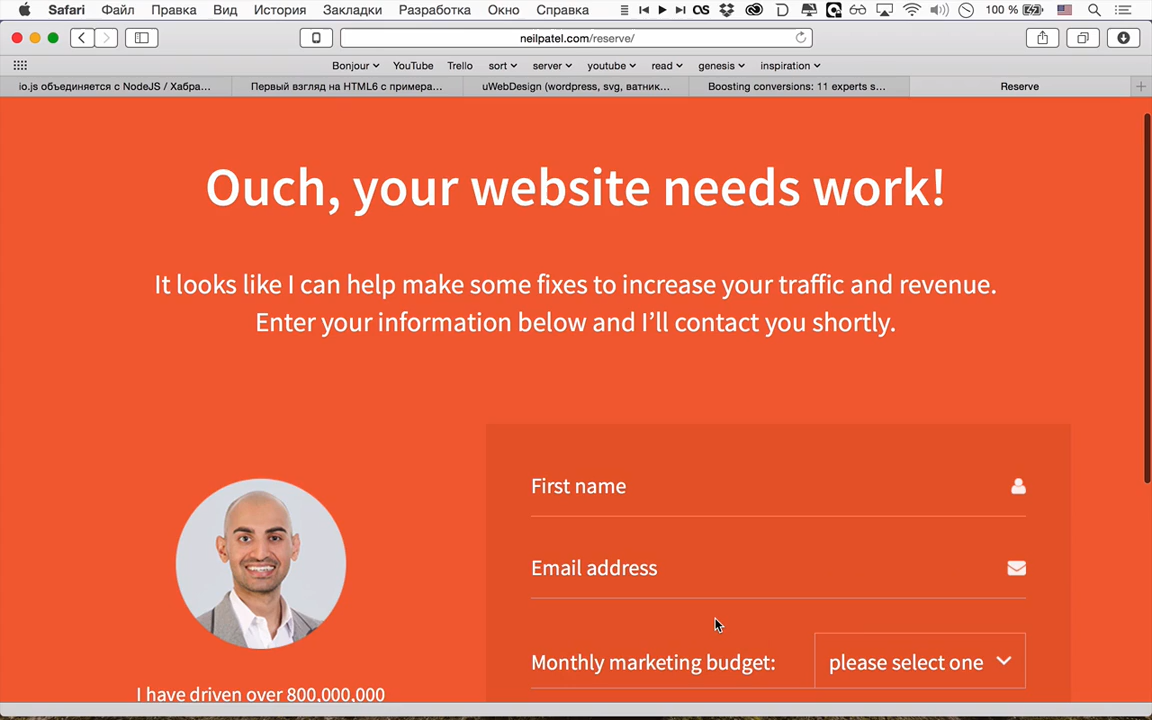 Safari Файл Правка Вид История Закладки Разработка Окно Справка 100 %
neilpatel.com/reserve/
Bonjour YouTube Trello sort server youtube read genesis inspiration
io.js объединяется с NodeJS / Хабра... Первый взгляд на HTML6 с примера... uWebDesign (wordpress, svg, ватник... Boosting conversions: 11 experts s... Reserve
Ouch, your website needs work!
It looks like I can help make some fixes to increase your traffic and revenue.
Enter your information below and I’ll contact you shortly.
First name
Email address
Monthly marketing budget: please select one
I have driven over 800,000,000